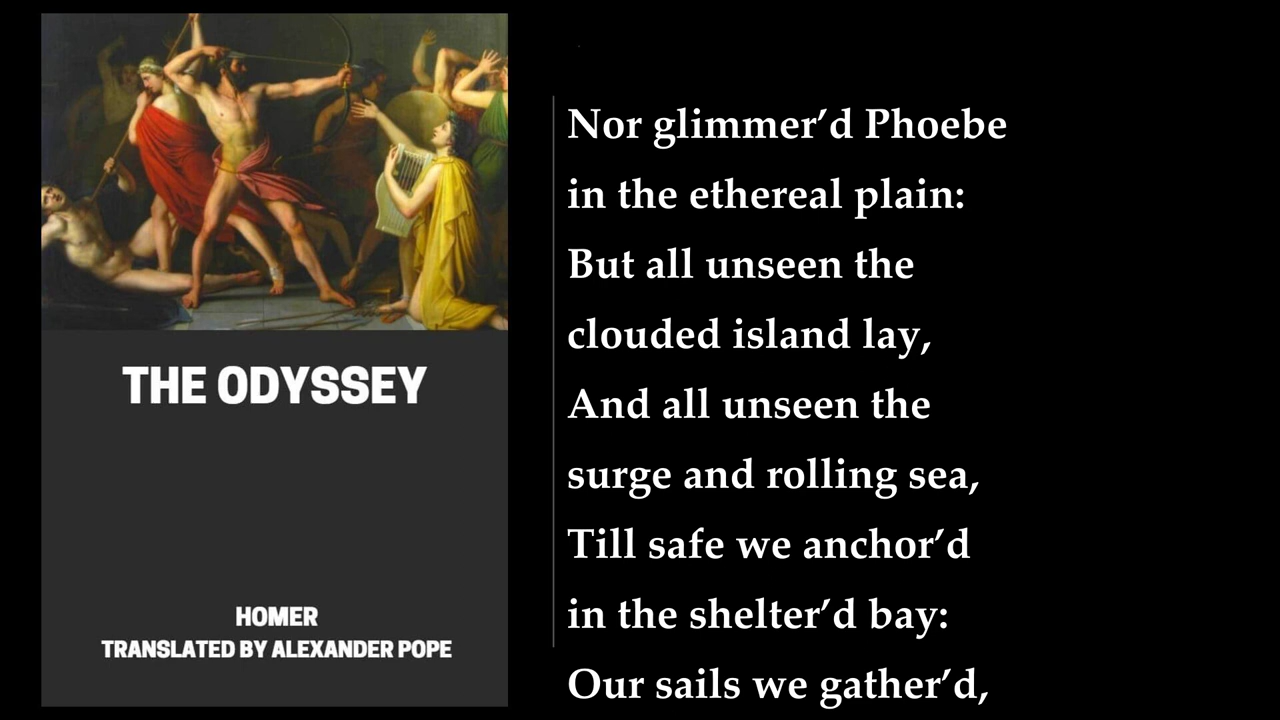 THE ODYSSEY
HOMER
TRANSLATED BY ALEXANDER POPE
Nor glimmer’d Phoebe
in the ethereal plain:
But all unseen the
clouded island lay,
And all unseen the
surge and rolling sea,
Till safe we anchor’d
in the shelter’d bay:
Our sails we gather’d,